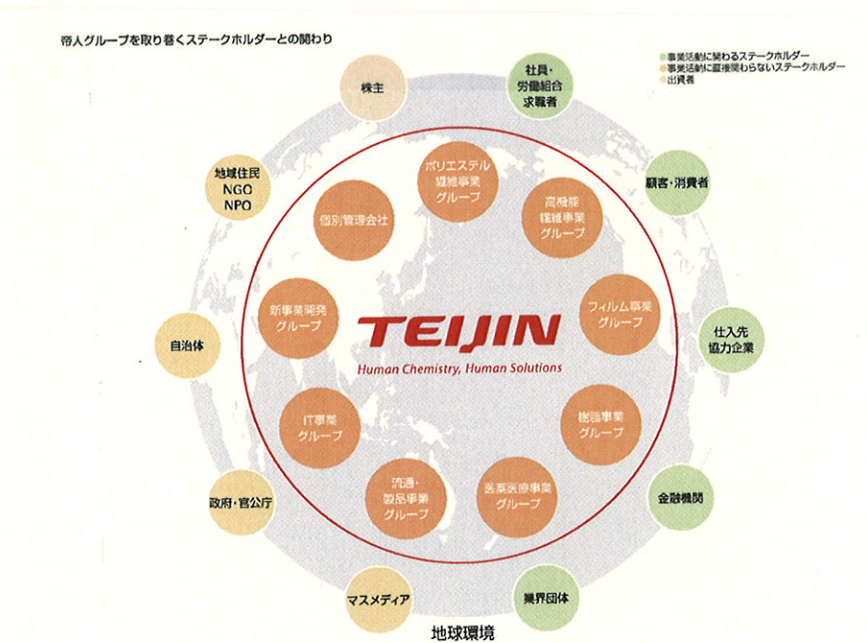 帝人グループを取り巻くステークホルダーとの関わり
事業活動に関わるステークホルダー
事業活動に直接関わらないステークホルダー
出資者
株主
社員・
労働組合
求職者
地域住民
NGO
NPO
顧客・消費者
ポリエステル
繊維事業
グループ
高機能
繊維事業
グループ
個別管理会社
新事業開発
グループ
フィルム事業
グループ
TEIJIN
Human Chemistry, Human Solutions
自治体
仕入先
協力企業
IT事業
グループ
樹脂事業
グループ
流通・
製品事業
グループ
医薬医療事業
グループ
政府・官公庁
金融機関
マスメディア
業界団体
地球環境